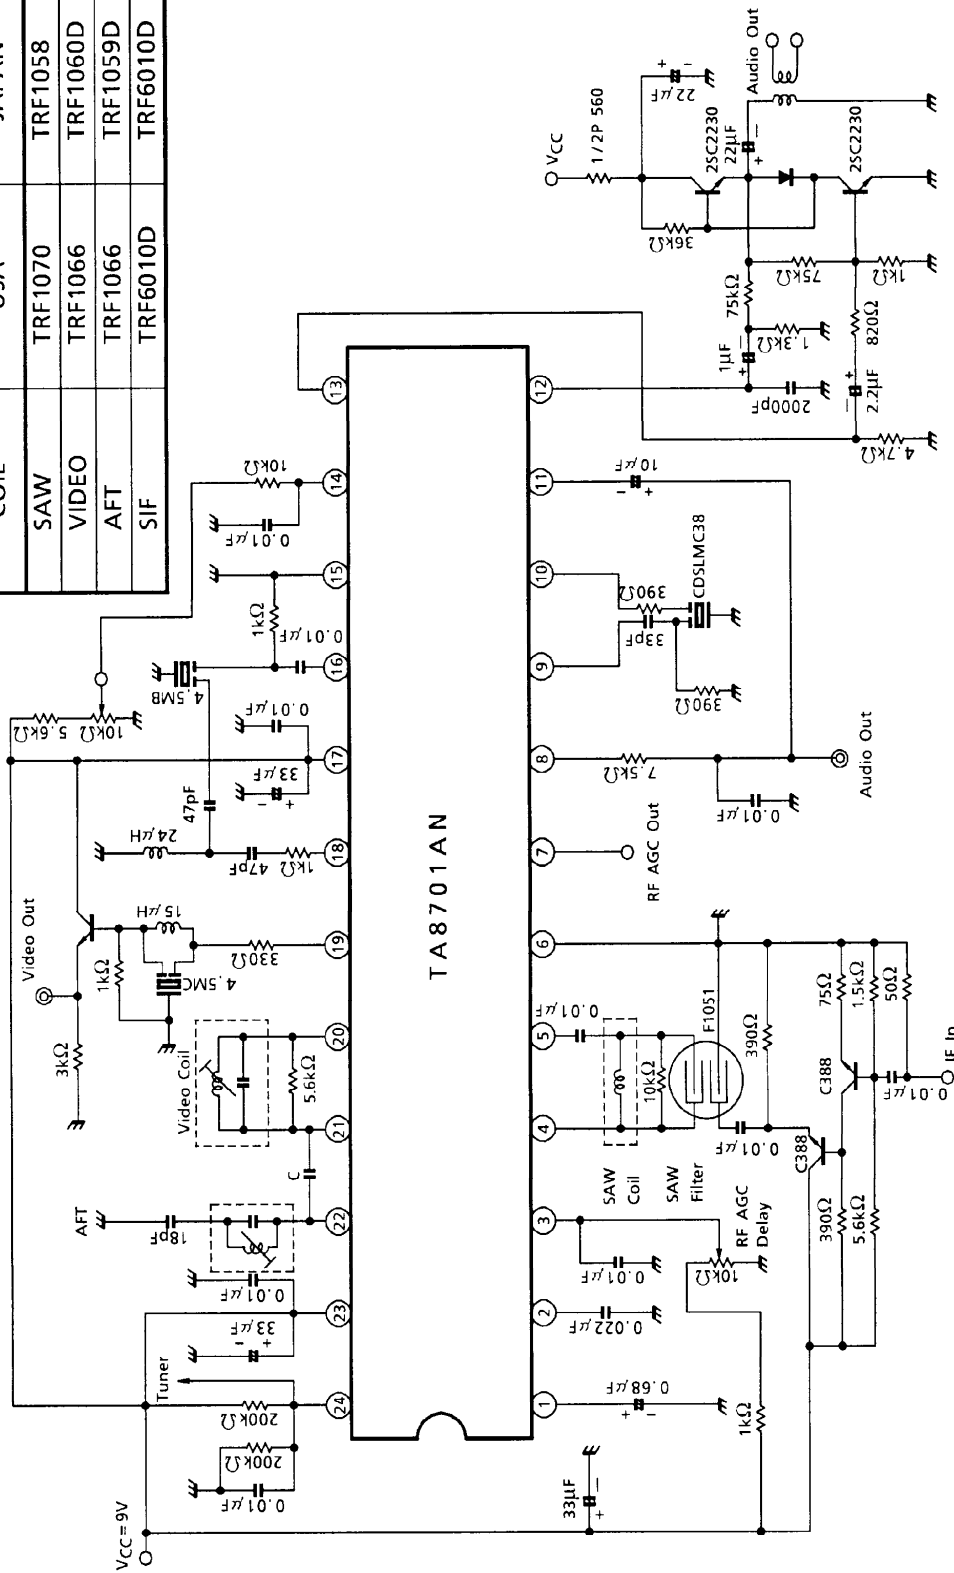 COIL USA JAPAN
SAW TRF1070 TRF1058
VIDEO TRF1066 TRF1060D
AFT TRF1066 TRF1059D
SIF TRF6010D TRF6010D
VCC=9V
0.01μF
200kΩ
200kΩ
Tuner
33μF
0.01μF
AFT
18pF
C
Video Coil
5.6kΩ
3kΩ
Video Out
1kΩ
4.5MC
15μH
330Ω
24μH
47pF
1kΩ
47pF
33μF
0.01μF
5.6kΩ
10kΩ
4.5MB
1kΩ
0.01μF
0.01μF
10kΩ
24
23
22
21
20
19
18
17
16
15
14
13
TA8701AN
1
2
3
4
5
6
7
8
9
10
11
12
33μF
+
−
0.68μF
+
−
0.022μF
0.01μF
10kΩ
RF AGC
Delay
1kΩ
SAW
Coil
SAW
Filter
10kΩ
0.01μF
F1051
0.01μF
390Ω
C388
390Ω
5.6kΩ
C388
75Ω
1.5kΩ
50Ω
0.01μF
IF In
RF AGC Out
7.5kΩ
0.01μF
Audio Out
390Ω
33pF
390Ω
CDSLMC38
10μF
−
+
4.7kΩ
2.2μF
−
+
820Ω
2000pF
1μF
+
−
1.3kΩ
75kΩ
75kΩ
1kΩ
36kΩ
VCC
1/2P 560
22μF
+
−
2SC2230
22μF
+
−
2SC2230
Audio Out